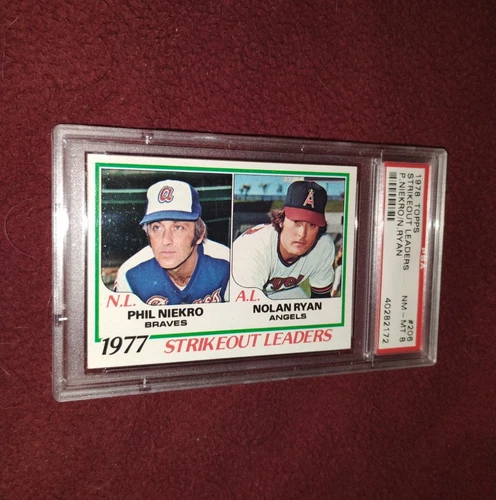 a
A
N.L.
PHIL NIEKRO
BRAVES
A.L.
NOLAN RYAN
ANGELS
1977 STRIKEOUT LEADERS
1978 TOPPS #206
STRIKEOUT LEADERS NM - MT 8
P.NIEKRO/N.RYAN 40282172